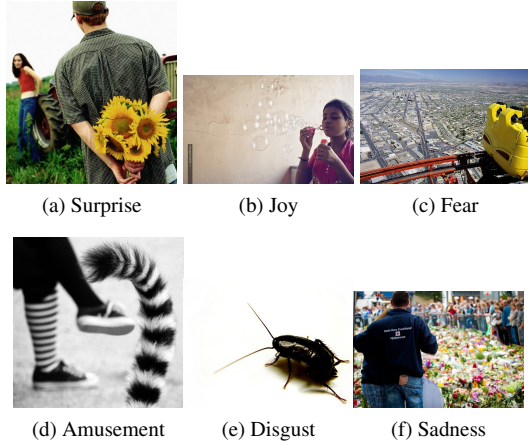 (a) Surprise
(b) Joy
(c) Fear
(d) Amusement
(e) Disgust
(f) Sadness